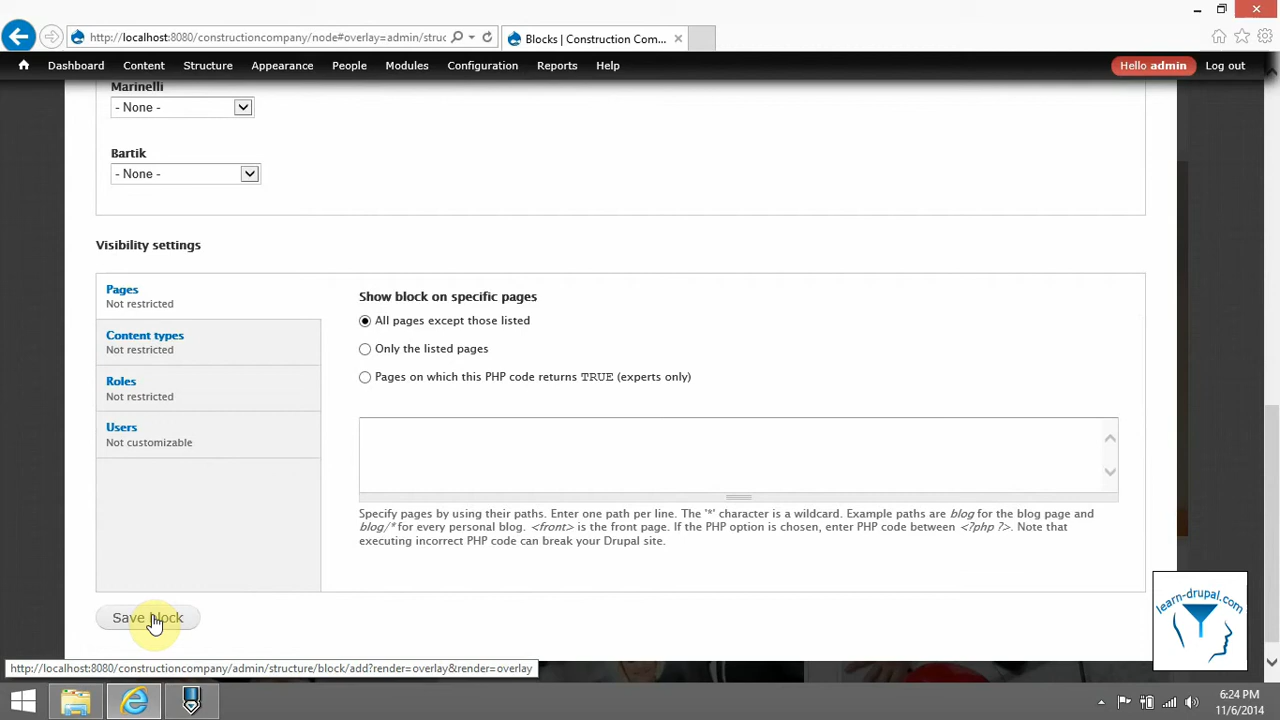 http://localhost:8080/constructioncompany/node#overlay=admin/struc
Blocks | Construction Com...
Dashboard Content Structure Appearance People Modules Configuration Reports Help
Hello admin
Log out
Marinelli
- None -
Bartik
- None -
Visibility settings
Pages
Not restricted
Content types
Not restricted
Roles
Not restricted
Users
Not customizable
Show block on specific pages
All pages except those listed
Only the listed pages
Pages on which this PHP code returns TRUE (experts only)
Specify pages by using their paths. Enter one path per line. The '*' character is a wildcard. Example paths are blog for the blog page and
blog/* for every personal blog. <front> is the front page. If the PHP option is chosen, enter PHP code between <?php ?>. Note that
executing incorrect PHP code can break your Drupal site.
Save block
learn-drupal.com
http://localhost:8080/constructioncompany/admin/structure/block/add?render=overlay&render=overlay
6:24 PM
11/6/2014